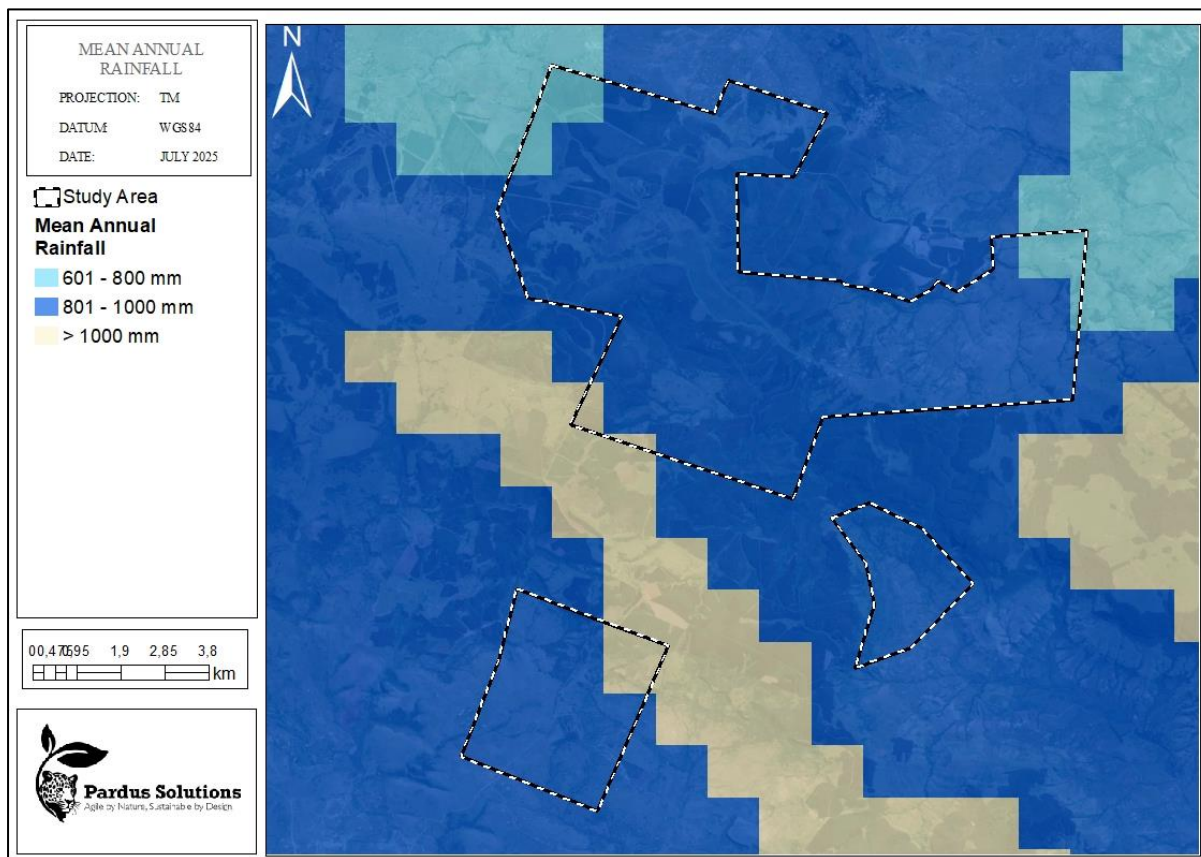 MEAN ANNUAL
RAINFALL
PROJECTION: TM
DATUM: WGS84
DATE: JULY 2025
Study Area
Mean Annual
Rainfall
601 - 800 mm
801 - 1000 mm
> 1000 mm
1,9 2,85 3,8
km
Pardus Solutions
Agile by Nature, Sustainable by Design
N